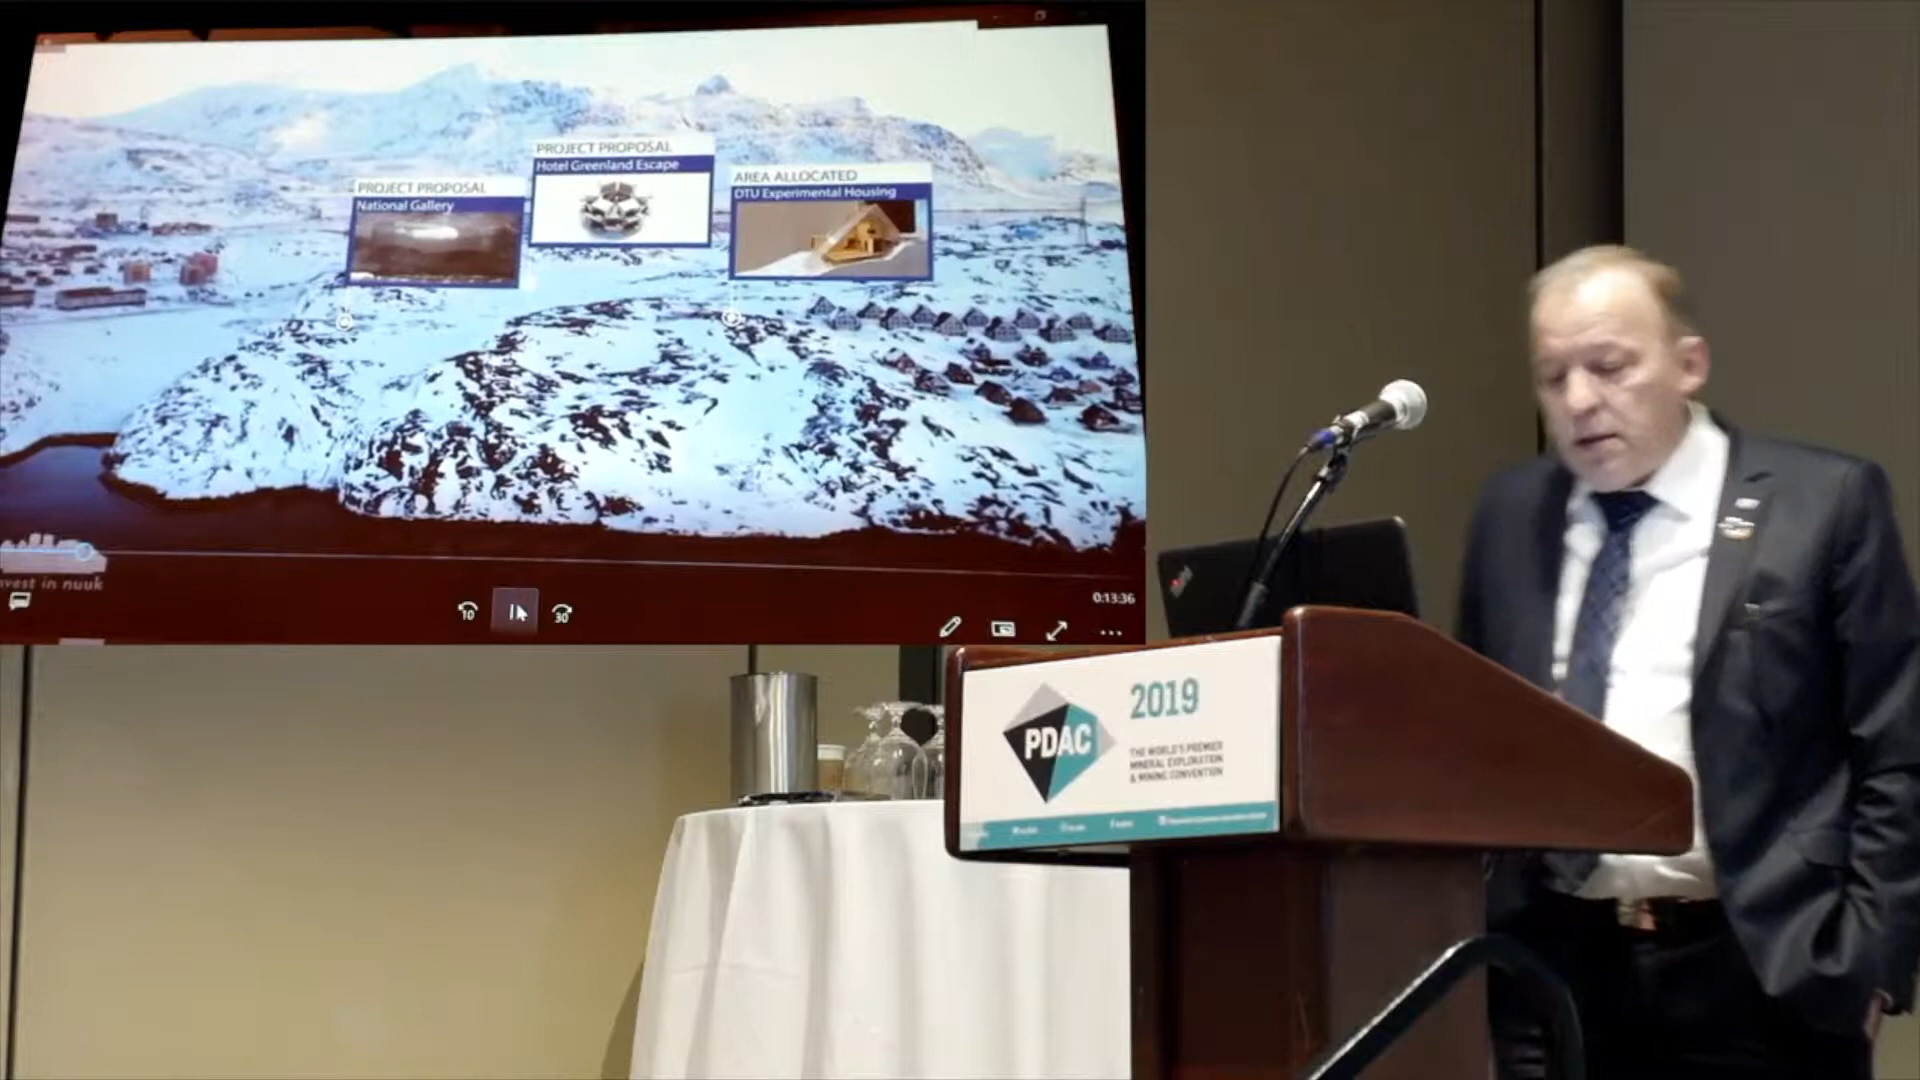 PROJECT PROPOSAL
Hotel Greenland Escape
PROJECT PROPOSAL
National Gallery
AREA ALLOCATED
DTU Experimental Housing
nvest in nuuk
10
30
0:13:36
PDAC
2019
THE WORLD'S PREMIER
MINERAL EXPLORATION
& MINING CONVENTION